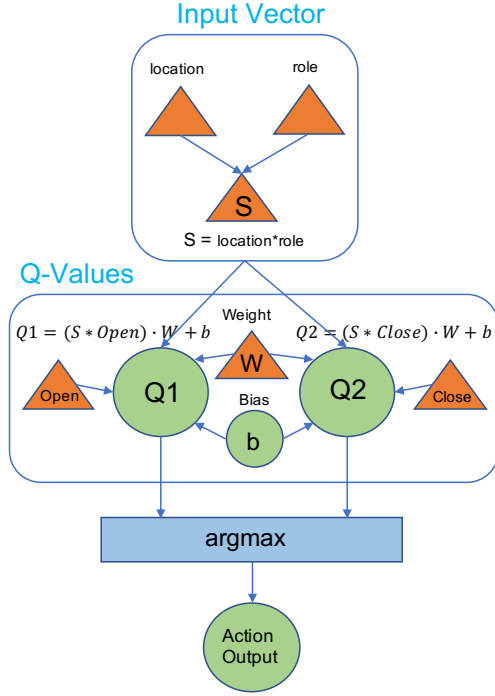 Input Vector
location
role
S
S = location*role
Q-Values
Q1 = (S * Open) · W + b
Weight
Q2 = (S * Close) · W + b
Open
Q1
W
Q2
Close
Bias
b
argmax
Action
Output